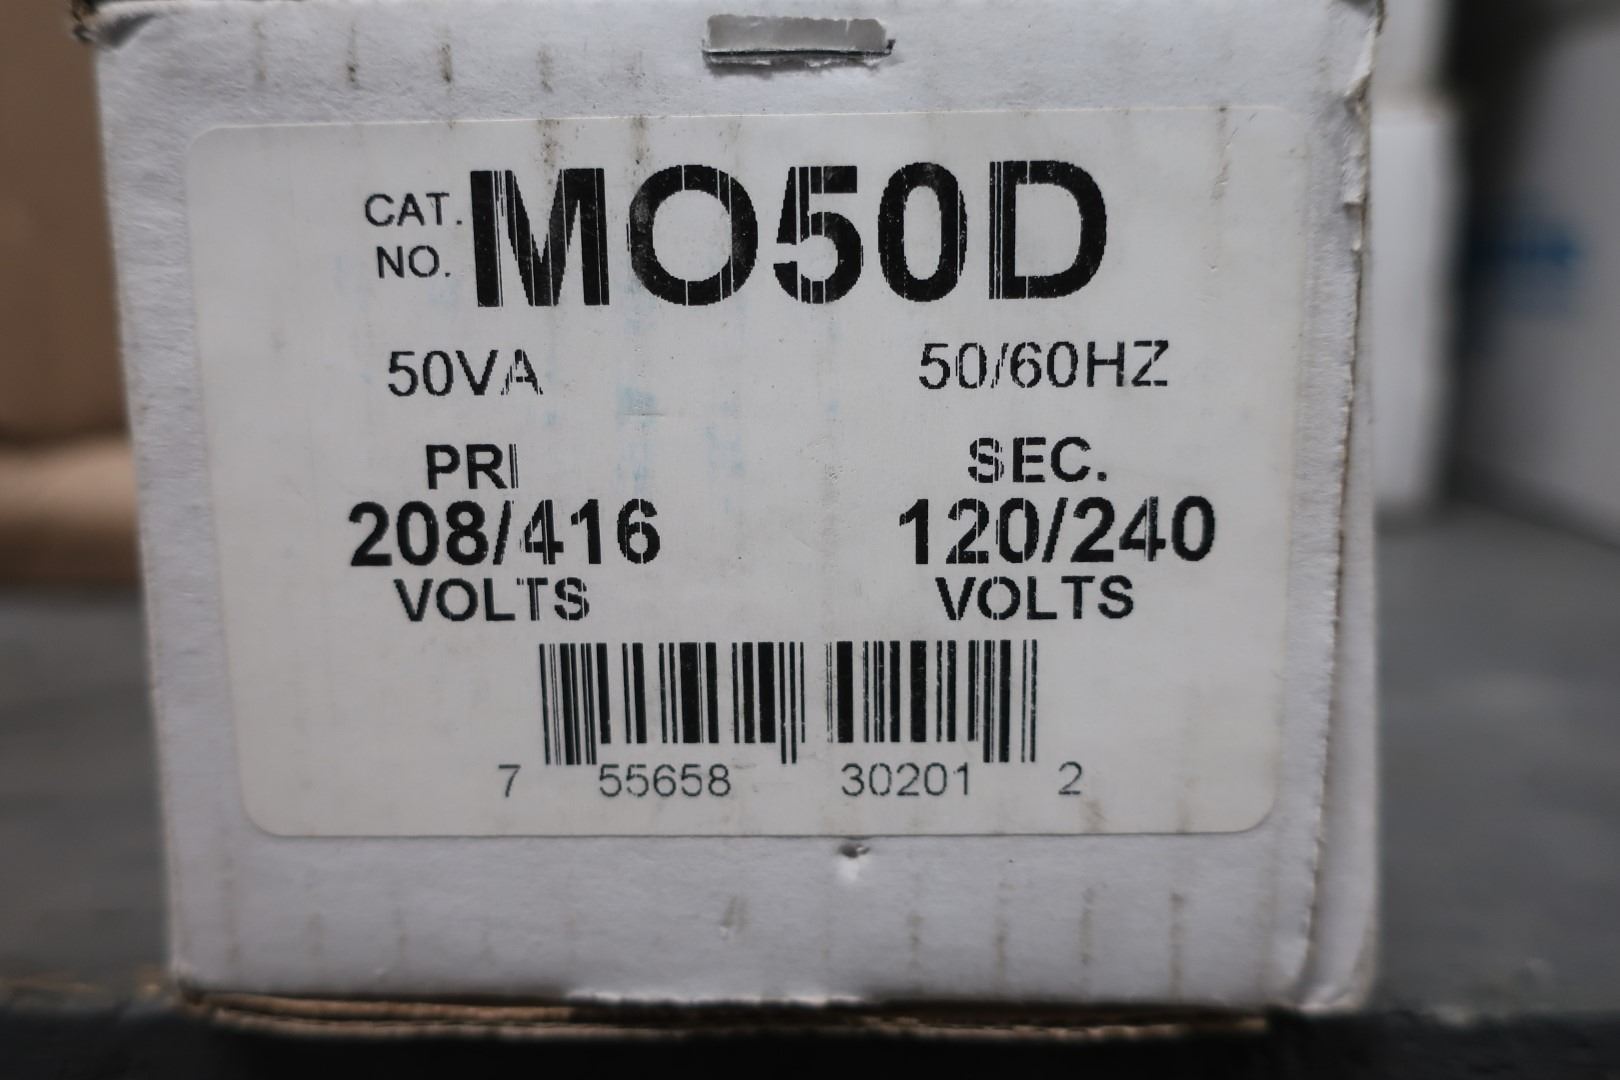 CAT. NO. MO50D
50VA 50/60HZ
PRI SEC.
208/416 120/240
VOLTS VOLTS
7 55658 30201 2